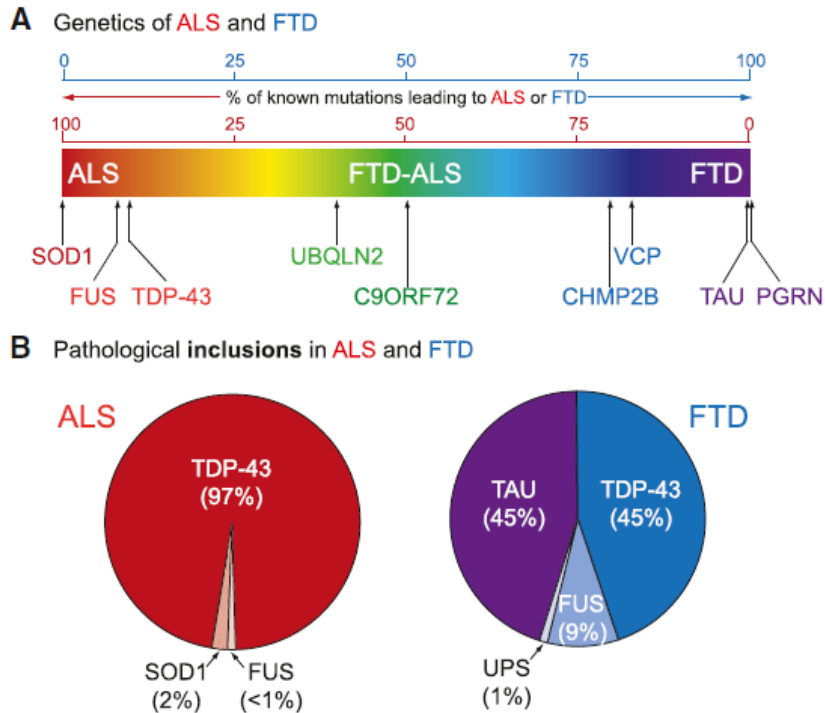 A Genetics of ALS and FTD
0 25 50 75 100
% of known mutations leading to ALS or FTD
100 25 50 75 0
ALS FTD-ALS FTD
SOD1 UBQLN2 VCP
FUS TDP-43 C9ORF72 CHMP2B TAU PGRN
B Pathological inclusions in ALS and FTD
ALS FTD
TDP-43
(97%)
SOD1
(2%)
FUS
(<1%)
TAU
(45%)
TDP-43
(45%)
FUS
(9%)
UPS
(1%)